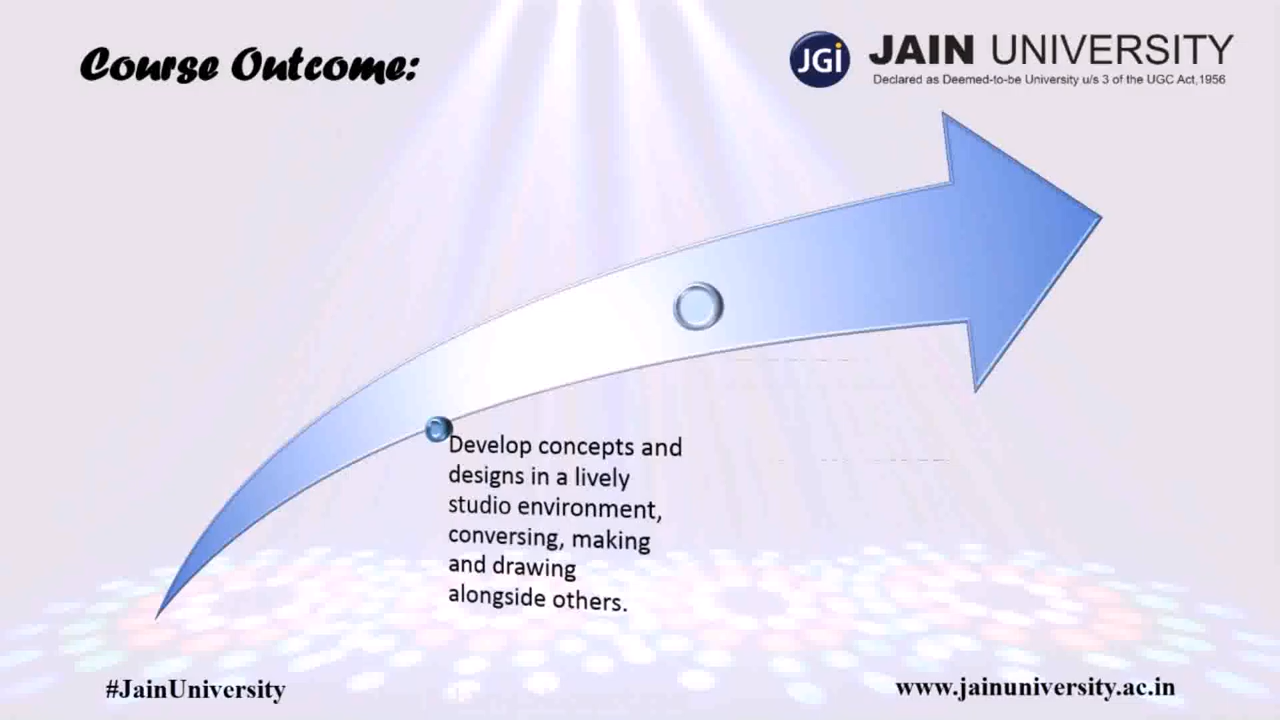 Course Outcome:
JGi
JAIN UNIVERSITY
Declared as Deemed-to-be University u/s 3 of the UGC Act,1956
Develop concepts and
designs in a lively
studio environment,
conversing, making
and drawing
alongside others.
#JainUniversity
www.jainuniversity.ac.in